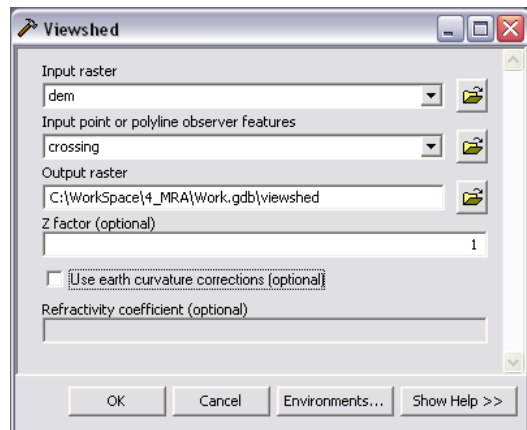 Viewshed
Input raster
dem
Input point or polyline observer features
crossing
Output raster
C:\WorkSpace\4_MRA\Work.gdb\viewshed
Z factor (optional)
1
Use earth curvature corrections (optional)
Refractivity coefficient (optional)
OK Cancel Environments... Show Help >>